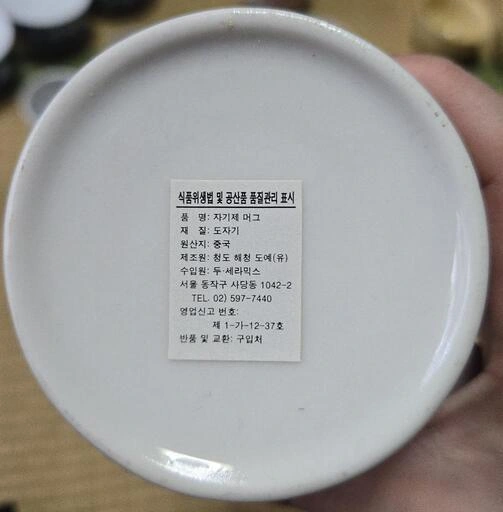 식품위생법 및 공산품 품질관리 표시
품 명: 자기제 머그
재 질: 도자기
원산지: 중국
제조원: 청도 해청 도예(유)
수입원: 두·세라믹스
서울 동작구 사당동 1042-2
TEL. 02) 597-7440
영업신고 번호:
제 1-가-12-37호
반품 및 교환: 구입처